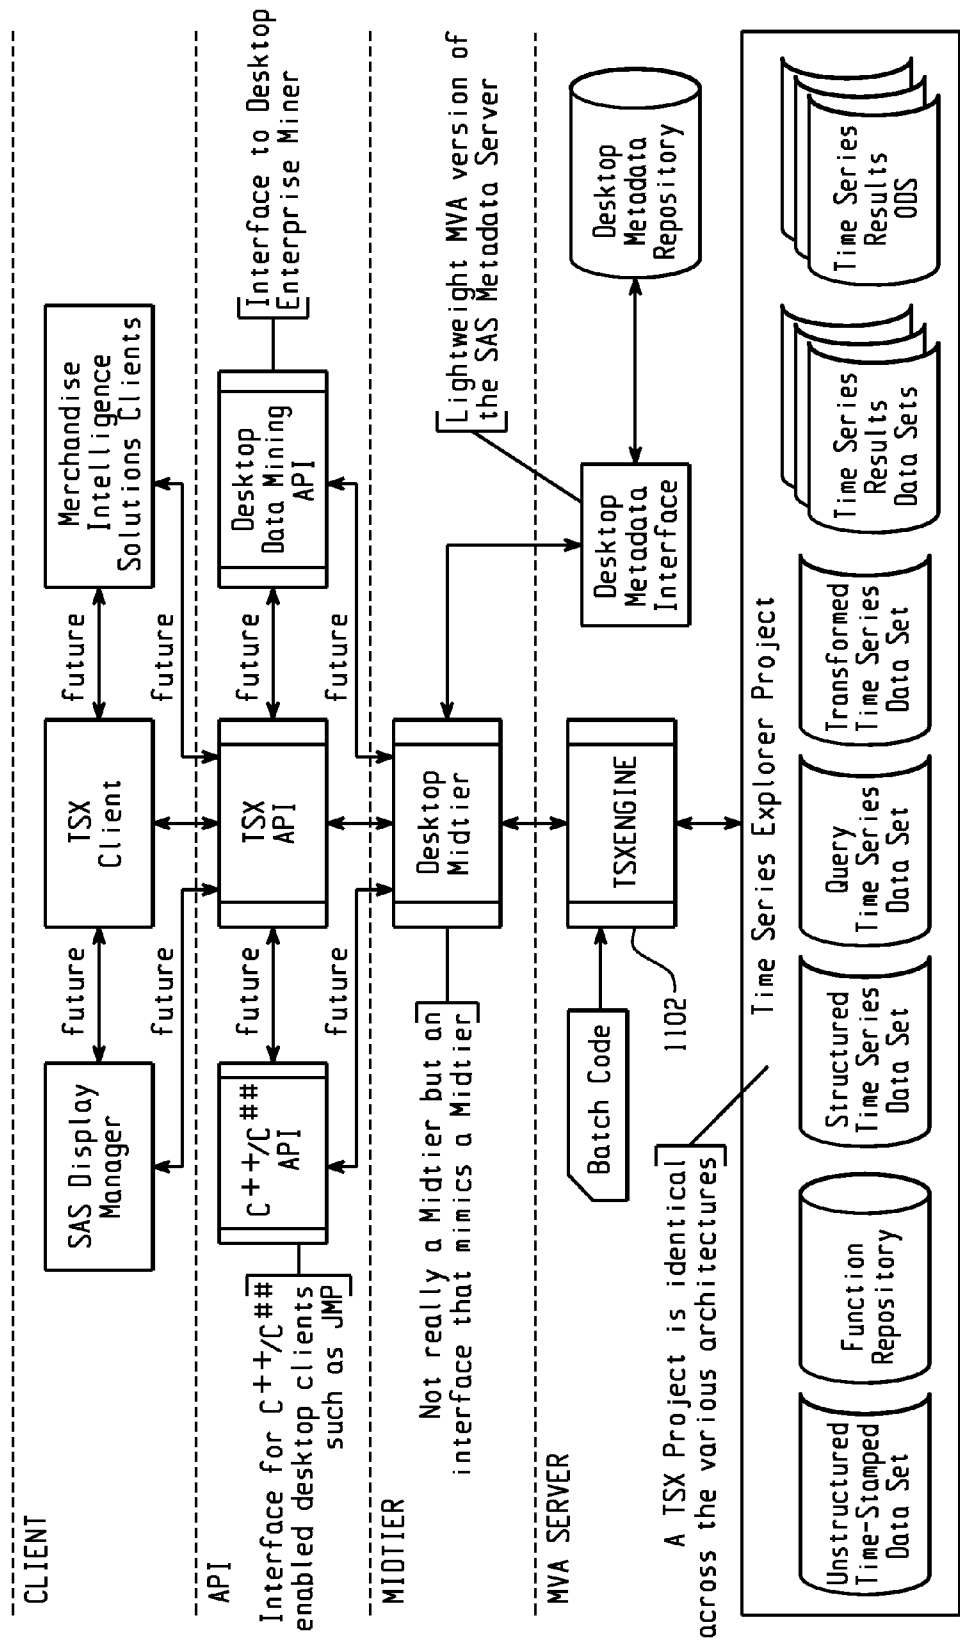 CLIENT
SAS Display
Manager
future
TSX
Client
future
Merchandise
Intelligence
Solutions Clients
future
future
API
Interface for C++/C##
enabled desktop clients
such as JMP
C++/C##
API
future
TSX
API
future
Desktop
Data Mining
API
Interface to Desktop
Enterprise Miner
future
future
MIDTIER
Not really a Midtier but an
interface that mimics a Midtier
Desktop
Midtier
Lightweight MVA version of
the SAS Metadata Server
MVA SERVER
Batch Code
TSXENGINE
1102
Desktop
Metadata
Interface
Desktop
Metadata
Repository
A TSX Project is identical
across the various architectures
Time Series Explorer Project
Unstructured
Time-Stamped
Data Set
Function
Repository
Structured
Time Series
Data Set
Query
Time Series
Data Set
Transformed
Time Series
Data Set
Time Series
Results
Data Sets
Time Series
Results
ODS